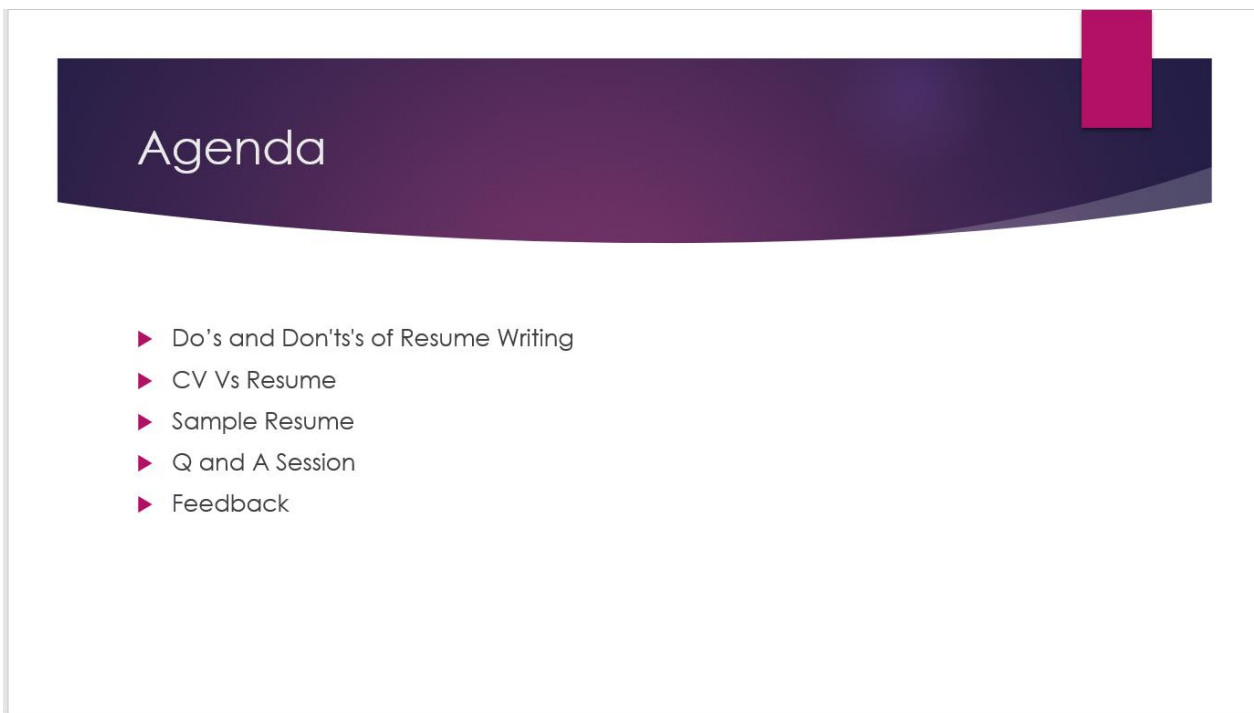 Agenda
Do’s and Don'ts's of Resume Writing
CV Vs Resume
Sample Resume
Q and A Session
Feedback